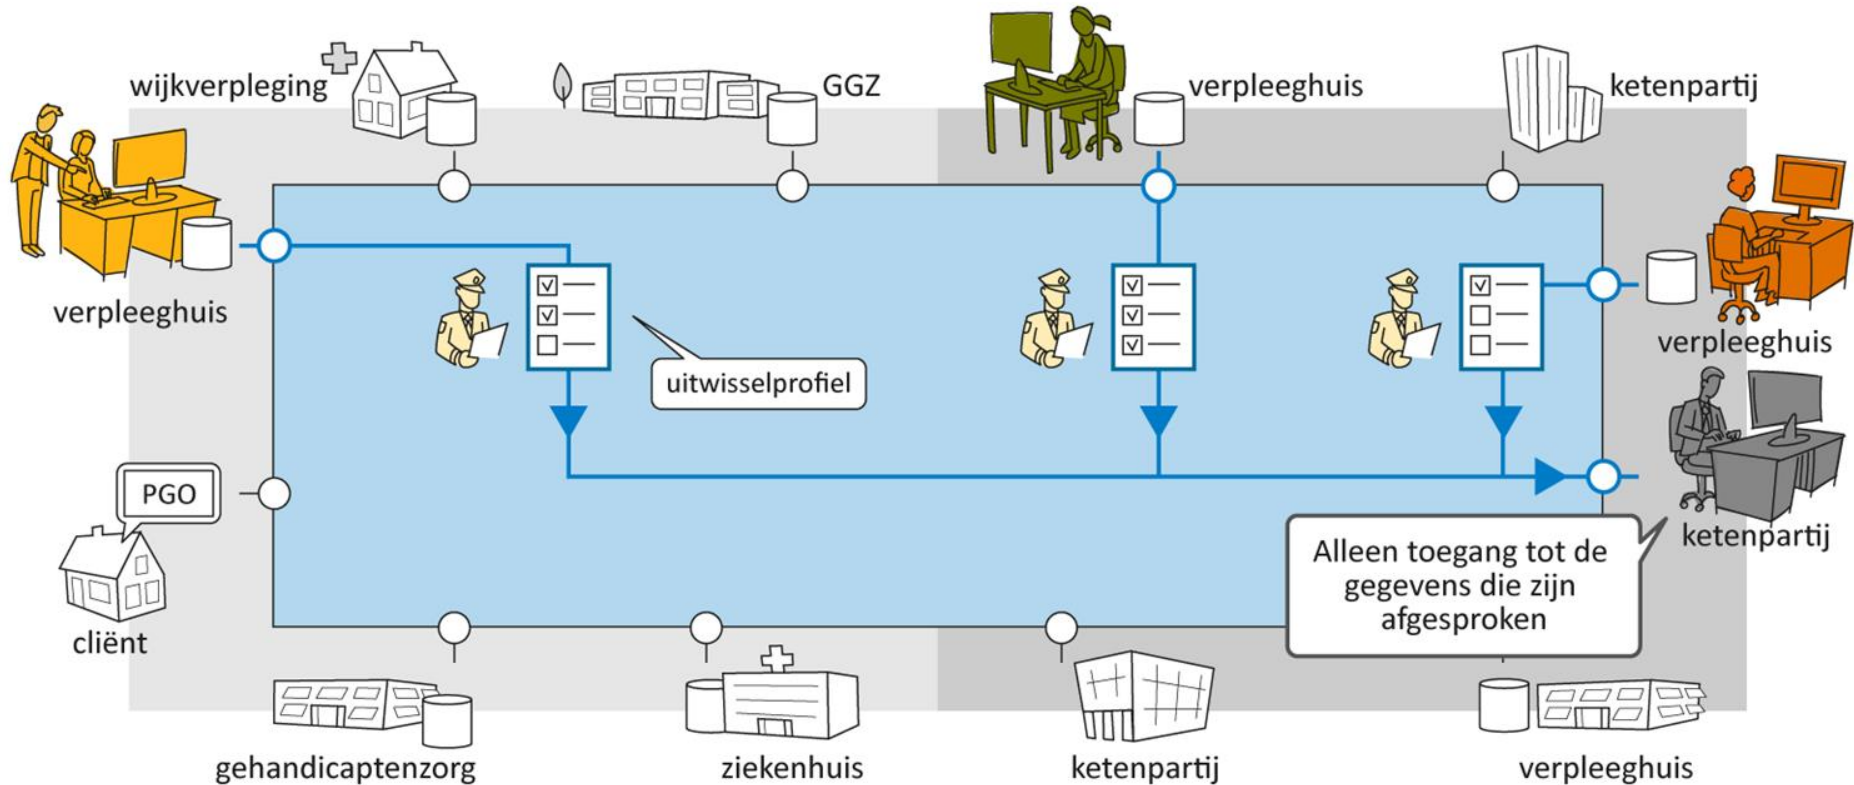 wijkverpleging
GGZ
verpleeghuis
ketenpartij
verpleeghuis
verpleeghuis
uitwisselprofiel
PGO
ketenpartij
Alleen toegang tot de
gegevens die zijn
afgesproken
cliënt
gehandicaptenzorg
ziekenhuis
ketenpartij
verpleeghuis